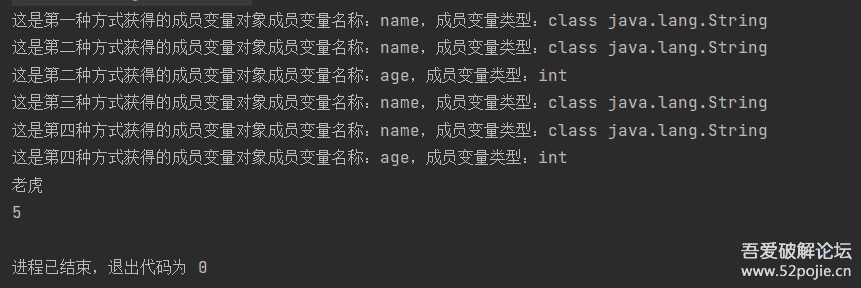 这是第一种方式获得的成员变量对象成员变量名称：name，成员变量类型：class java.lang.String
这是第二种方式获得的成员变量对象成员变量名称：name，成员变量类型：class java.lang.String
这是第二种方式获得的成员变量对象成员变量名称：age，成员变量类型：int
这是第三种方式获得的成员变量对象成员变量名称：name，成员变量类型：class java.lang.String
这是第四种方式获得的成员变量对象成员变量名称：name，成员变量类型：class java.lang.String
这是第四种方式获得的成员变量对象成员变量名称：age，成员变量类型：int
老虎
5
进程已结束，退出代码为 0
吾爱破解论坛
www.52pojie.cn